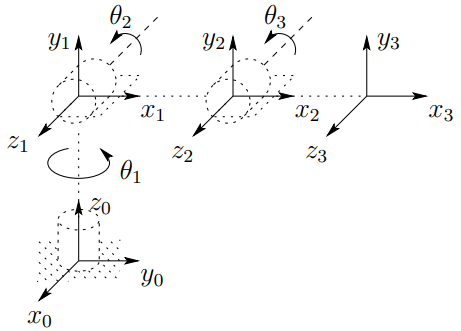 θ₂ θ₃
y₁ y₂ y₃
x₁ x₂ x₃
z₁ z₂ z₃
θ₁
z₀
y₀
x₀